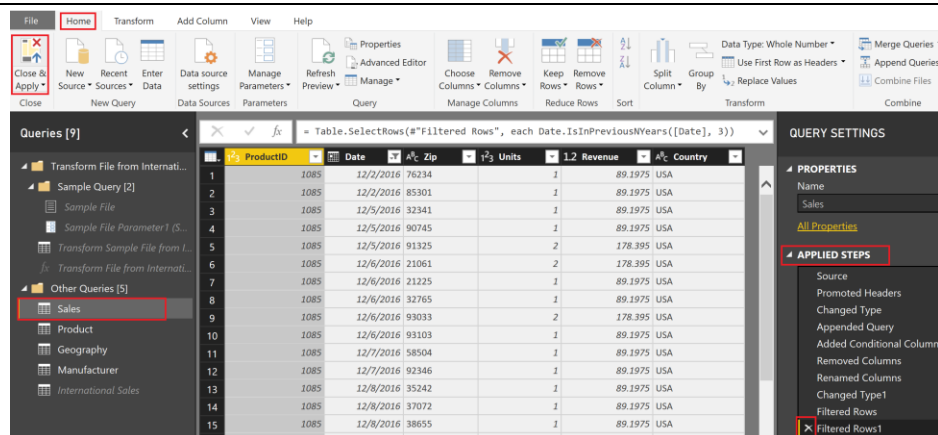 File Home Transform Add Column View Help
Close & Apply New Source Recent Sources Enter Data Data source settings Manage Parameters Refresh Preview Properties Advanced Editor Manage Choose Columns Remove Columns Keep Rows Remove Rows Split Column Group By Data Type: Whole Number Use First Row as Headers Replace Values Merge Queries Append Queries Combine Files
Close New Query Data Sources Parameters Query Manage Columns Reduce Rows Sort Transform Combine
Queries [9]
= Table.SelectRows(#"Filtered Rows", each Date.IsInPreviousNYears([Date], 3))
QUERY SETTINGS
Transform File from Internati...
Sample Query [2]
Sample File
Sample File Parameter1 (S...
Transform Sample File from I...
Transform File from Internati...
Other Queries [5]
Sales
Product
Geography
Manufacturer
International Sales
ProductID Date Zip Units 1.2 Revenue Country
1 1085 12/2/2016 76234 1 89.1975 USA
2 1085 12/2/2016 85301 1 89.1975 USA
3 1085 12/5/2016 32341 1 89.1975 USA
4 1085 12/5/2016 90745 1 89.1975 USA
5 1085 12/5/2016 91325 2 178.395 USA
6 1085 12/6/2016 21061 2 178.395 USA
7 1085 12/6/2016 21225 1 89.1975 USA
8 1085 12/6/2016 32765 1 89.1975 USA
9 1085 12/6/2016 93033 2 178.395 USA
10 1085 12/6/2016 93103 1 89.1975 USA
11 1085 12/7/2016 58504 1 89.1975 USA
12 1085 12/7/2016 92346 1 89.1975 USA
13 1085 12/8/2016 35242 1 89.1975 USA
14 1085 12/8/2016 37072 1 89.1975 USA
15 1085 12/8/2016 38655 1 89.1975 USA
PROPERTIES
Name
Sales
All Properties
APPLIED STEPS
Source
Promoted Headers
Changed Type
Appended Query
Added Conditional Column
Removed Columns
Renamed Columns
Changed Type1
Filtered Rows
Filtered Rows1